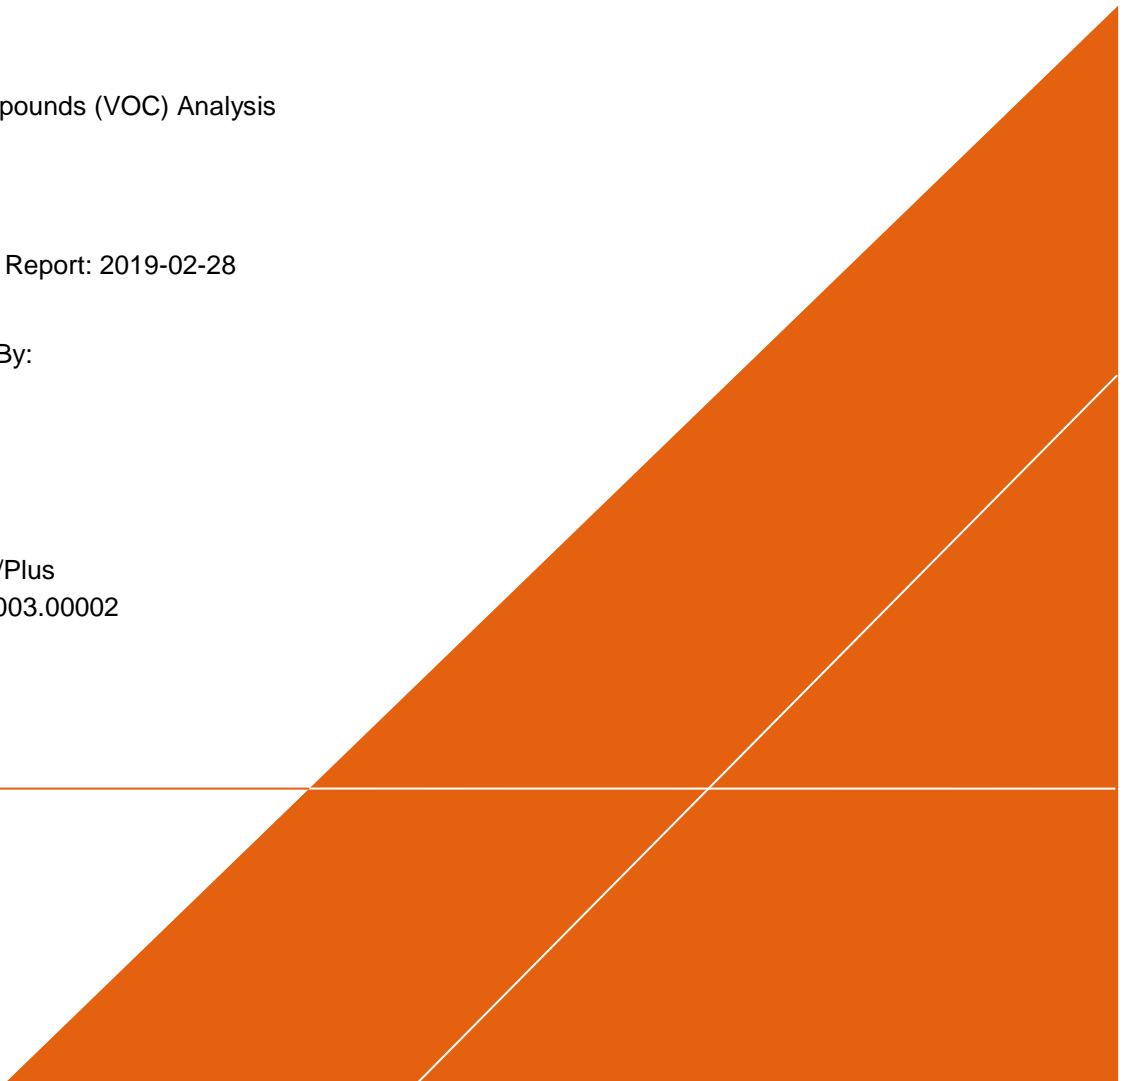 pounds (VOC) Analysis
Report: 2019-02-28
By:
/Plus
003.00002